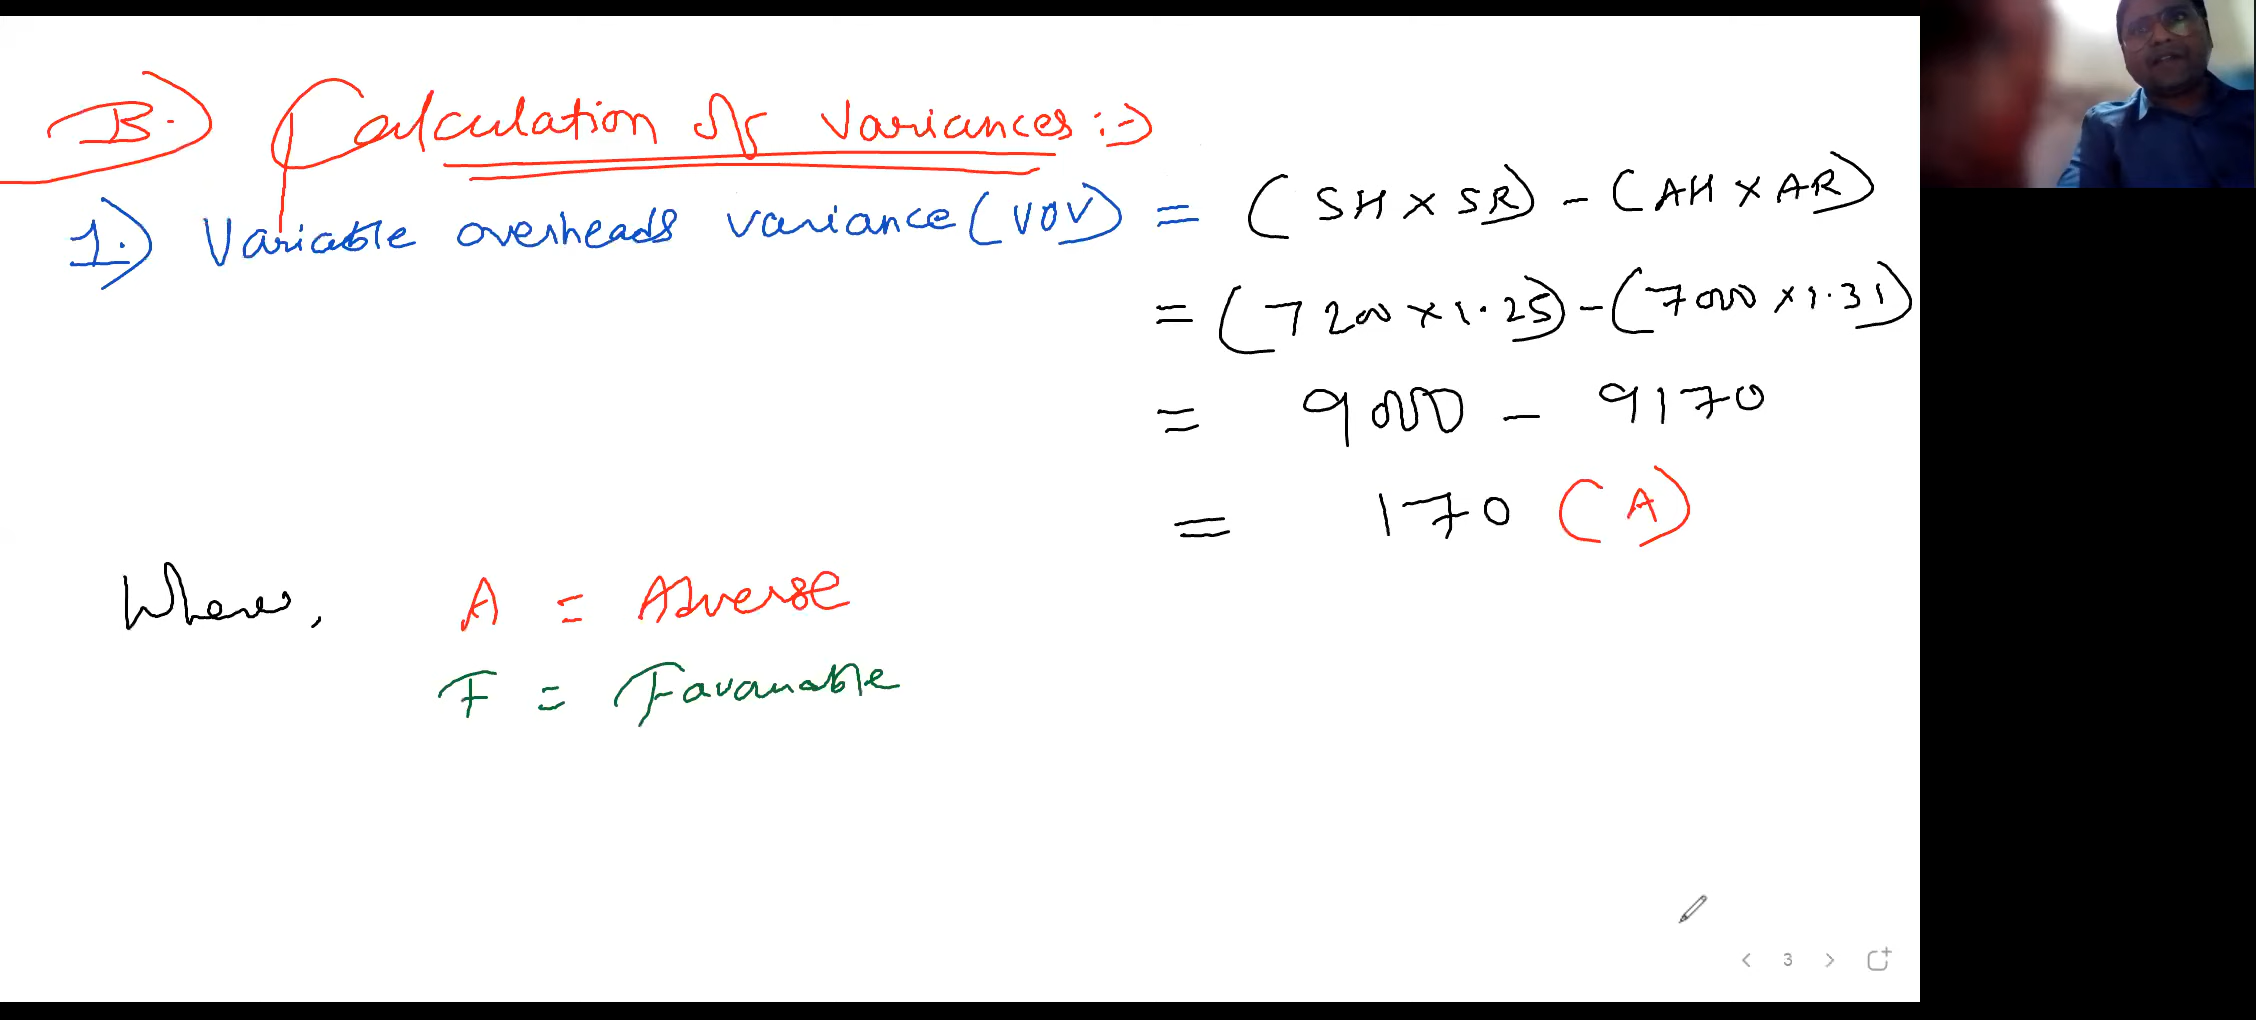 B.) Calculation of Variances :->
1.) Variable overheads variance (VOV) = (SH × SR) - (AH × AR)
= (7200 × 1.25) - (7000 × 1.31)
= 9000 - 9170
= 170 (A)
Where, A = Adverse
F = Favourable
3